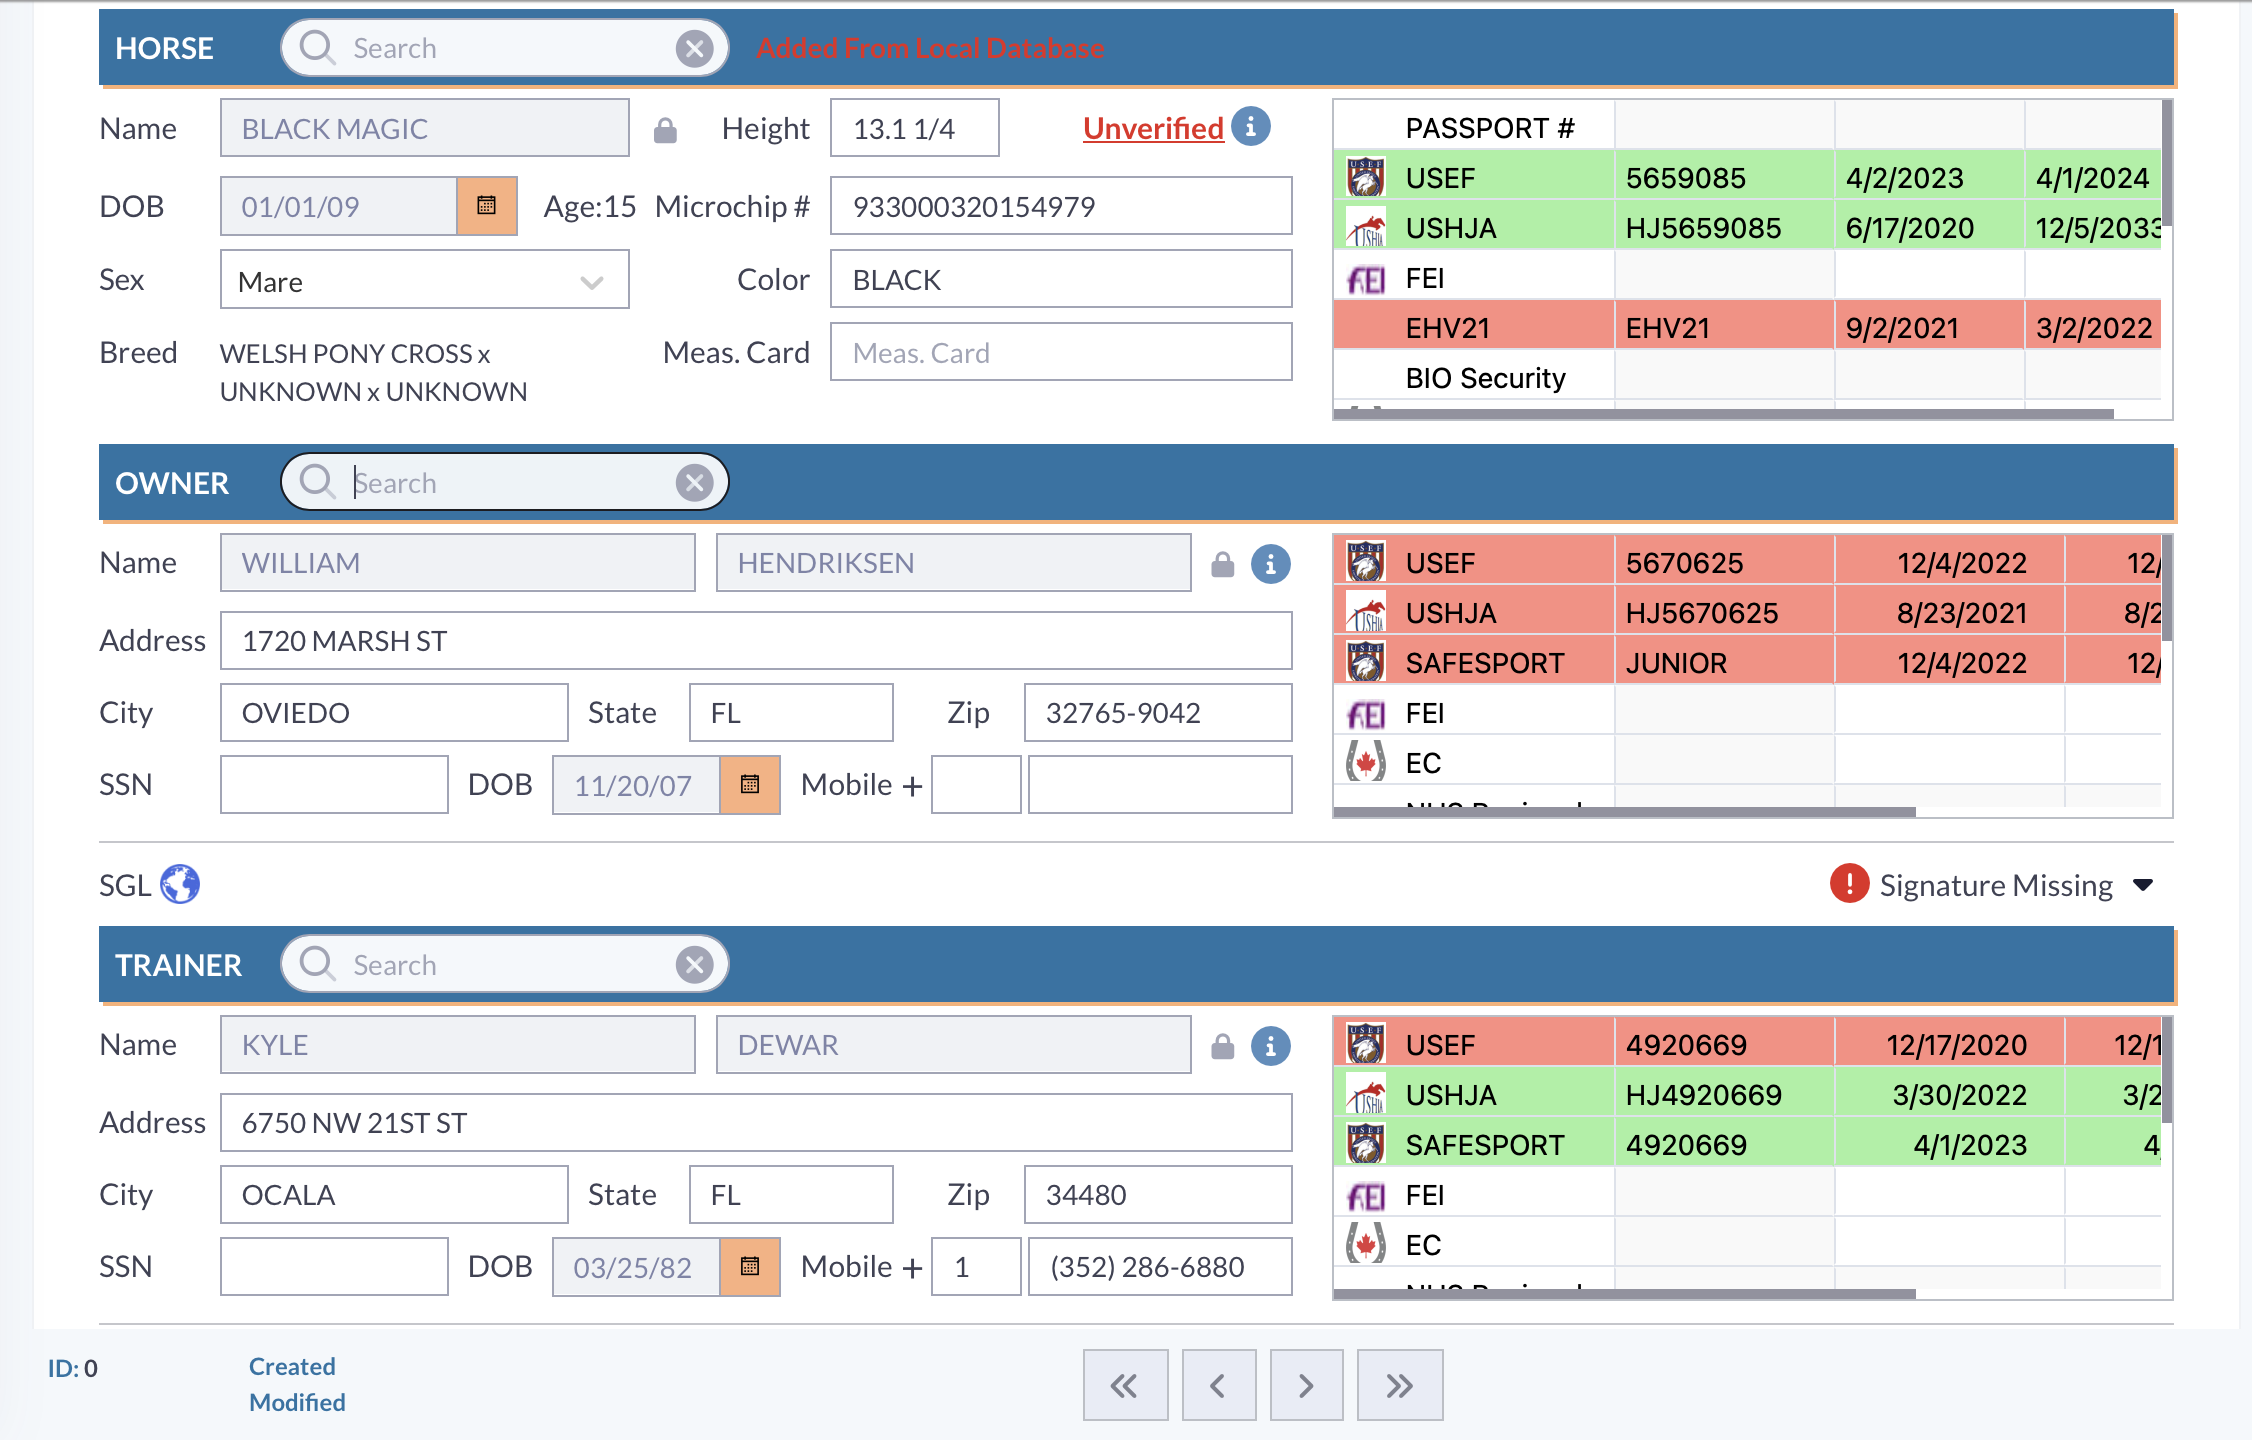 HORSE Search Added From Local Database
Name BLACK MAGIC Height 13.1 1/4 Unverified
DOB 01/01/09 Age:15 Microchip # 933000320154979
Sex Mare Color BLACK
Breed WELSH PONY CROSS x Meas. Card Meas. Card
UNKNOWN x UNKNOWN
PASSPORT #
USEF 5659085 4/2/2023 4/1/2024
USHJA HJ5659085 6/17/2020 12/5/2033
FEI
EHV21 EHV21 9/2/2021 3/2/2022
BIO Security
OWNER Search
Name WILLIAM HENDRIKSEN
Address 1720 MARSH ST
City OVIEDO State FL Zip 32765-9042
SSN DOB 11/20/07 Mobile +
USEF 5670625 12/4/2022 12/
USHJA HJ5670625 8/23/2021 8/2
SAFESPORT JUNIOR 12/4/2022 12/
FEI
EC
SGL Signature Missing
TRAINER Search
Name KYLE DEWAR
Address 6750 NW 21ST ST
City OCALA State FL Zip 34480
SSN DOB 03/25/82 Mobile + 1 (352) 286-6880
USEF 4920669 12/17/2020 12/1
USHJA HJ4920669 3/30/2022 3/2
SAFESPORT 4920669 4/1/2023 4
FEI
EC
ID: 0 Created
Modified